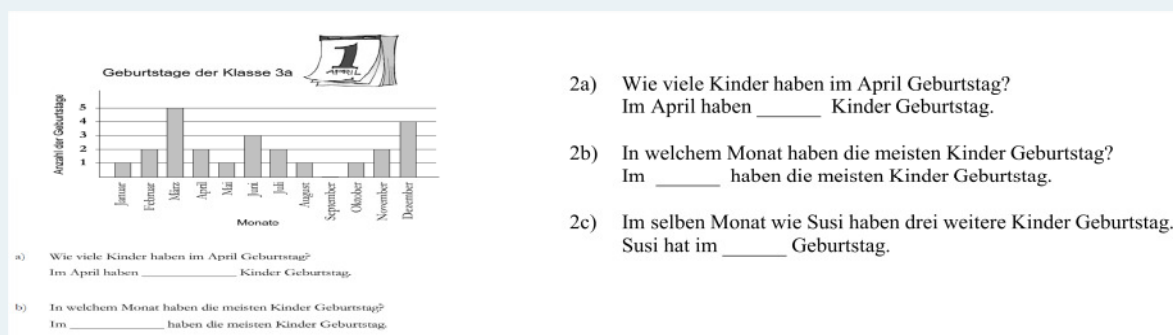 1
APRIL
Geburtstage der Klasse 3a
Anzahl der Geburtstage
5
4
3
2
1
Januar
Februar
März
April
Mai
Juni
Juli
August
September
Oktober
November
Dezember
Monate
a) Wie viele Kinder haben im April Geburtstag?
Im April haben ____________ Kinder Geburtstag.
b) In welchem Monat haben die meisten Kinder Geburtstag?
Im ____________ haben die meisten Kinder Geburtstag.
2a) Wie viele Kinder haben im April Geburtstag?
Im April haben ______ Kinder Geburtstag.
2b) In welchem Monat haben die meisten Kinder Geburtstag?
Im ______ haben die meisten Kinder Geburtstag.
2c) Im selben Monat wie Susi haben drei weitere Kinder Geburtstag.
Susi hat im ______ Geburtstag.